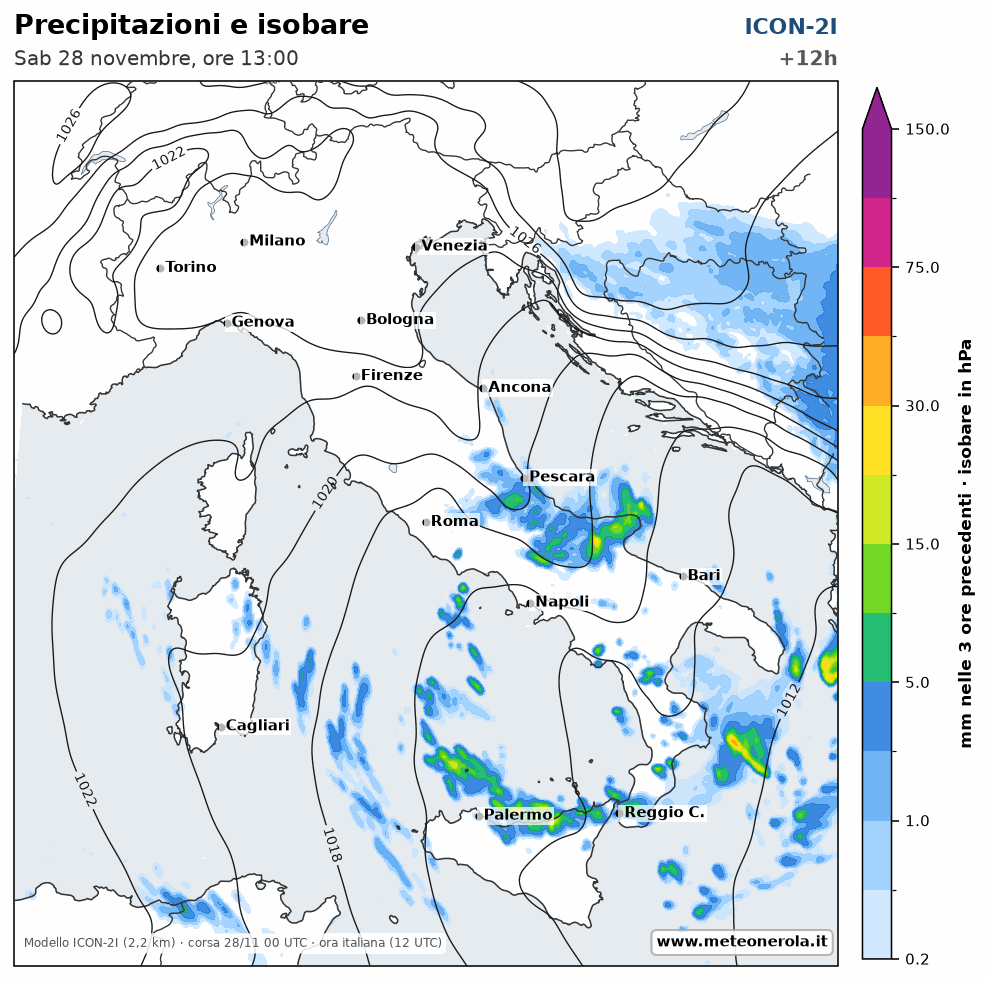 Precipitazioni e isobare
ICON-2I
Sab 28 novembre, ore 13:00
+12h
1026
1022
Milano
Venezia
1016
Torino
Genova
Bologna
Firenze
Ancona
Pescara
1020
Roma
Bari
Napoli
1012
Cagliari
1022
Palermo
Reggio C.
1018
Modello ICON-2I (2,2 km) · corsa 28/11 00 UTC · ora italiana (12 UTC)
www.meteonerola.it
150.0
75.0
30.0
15.0
5.0
1.0
0.2
mm nelle 3 ore precedenti · isobare in hPa